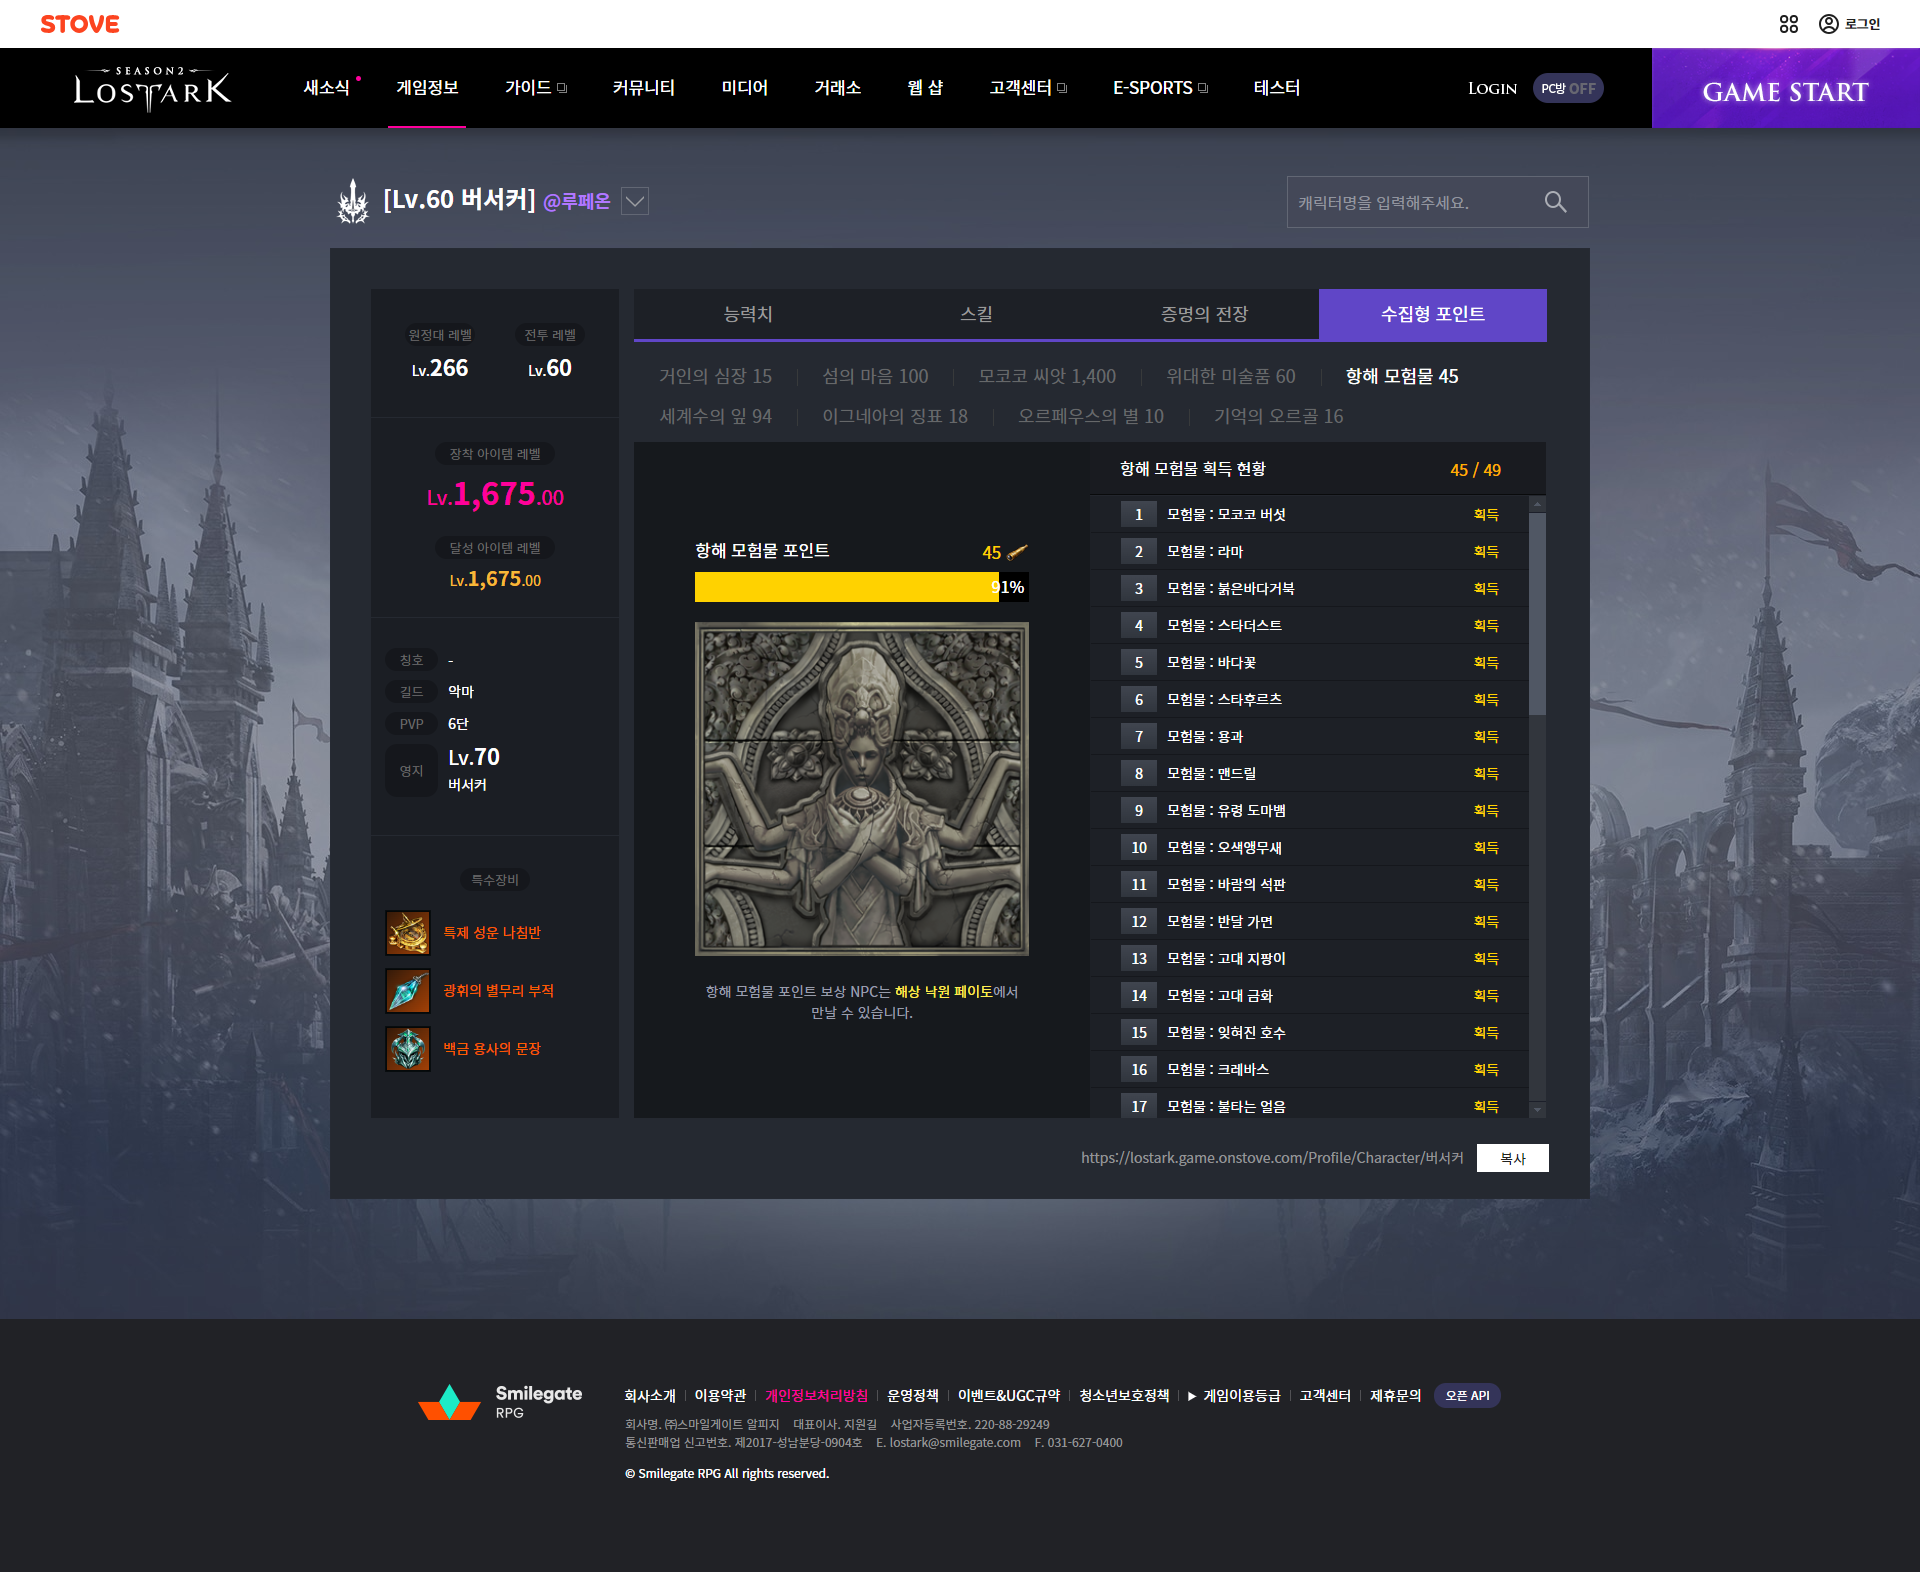 STOVE
로그인
SEASON2
LOSTARK
새소식 게임정보 가이드 커뮤니티 미디어 거래소 웹 샵 고객센터 E-SPORTS 테스터
LOGIN
PC방 OFF
GAME START
[Lv.60 버서커] @루페온
캐릭터명을 입력해주세요.
원정대 레벨 전투 레벨
Lv.266 Lv.60
장착 아이템 레벨
Lv.1,675.00
달성 아이템 레벨
Lv.1,675.00
칭호 -
길드 악마
PVP 6단
영지 Lv.70
버서커
특수장비
특제 성운 나침반
광휘의 별무리 부적
백금 용사의 문장
능력치 스킬 증명의 전장 수집형 포인트
거인의 심장 15 섬의 마음 100 모코코 씨앗 1,400 위대한 미술품 60 항해 모험물 45
세계수의 잎 94 이그네아의 징표 18 오르페우스의 별 10 기억의 오르골 16
항해 모험물 포인트 45
91%
항해 모험물 포인트 보상 NPC는 해상 낙원 페이토에서
만날 수 있습니다.
항해 모험물 획득 현황 45 / 49
1 모험물 : 모코코 버섯 획득
2 모험물 : 라마 획득
3 모험물 : 붉은바다거북 획득
4 모험물 : 스타더스트 획득
5 모험물 : 바다꽃 획득
6 모험물 : 스타후르츠 획득
7 모험물 : 용과 획득
8 모험물 : 맨드릴 획득
9 모험물 : 유령 도마뱀 획득
10 모험물 : 오색앵무새 획득
11 모험물 : 바람의 석판 획득
12 모험물 : 반달 가면 획득
13 모험물 : 고대 지팡이 획득
14 모험물 : 고대 금화 획득
15 모험물 : 잊혀진 호수 획득
16 모험물 : 크레바스 획득
17 모험물 : 불타는 얼음 획득
https://lostark.game.onstove.com/Profile/Character/버서커 복사
Smilegate
RPG
회사소개 이용약관 개인정보처리방침 운영정책 이벤트&UGC규약 청소년보호정책 ▶ 게임이용등급 고객센터 제휴문의 오픈 API
회사명. ㈜스마일게이트 알피지 대표이사. 지원길 사업자등록번호. 220-88-29249
통신판매업 신고번호. 제2017-성남분당-0904호 E. lostark@smilegate.com F. 031-627-0400
© Smilegate RPG All rights reserved.